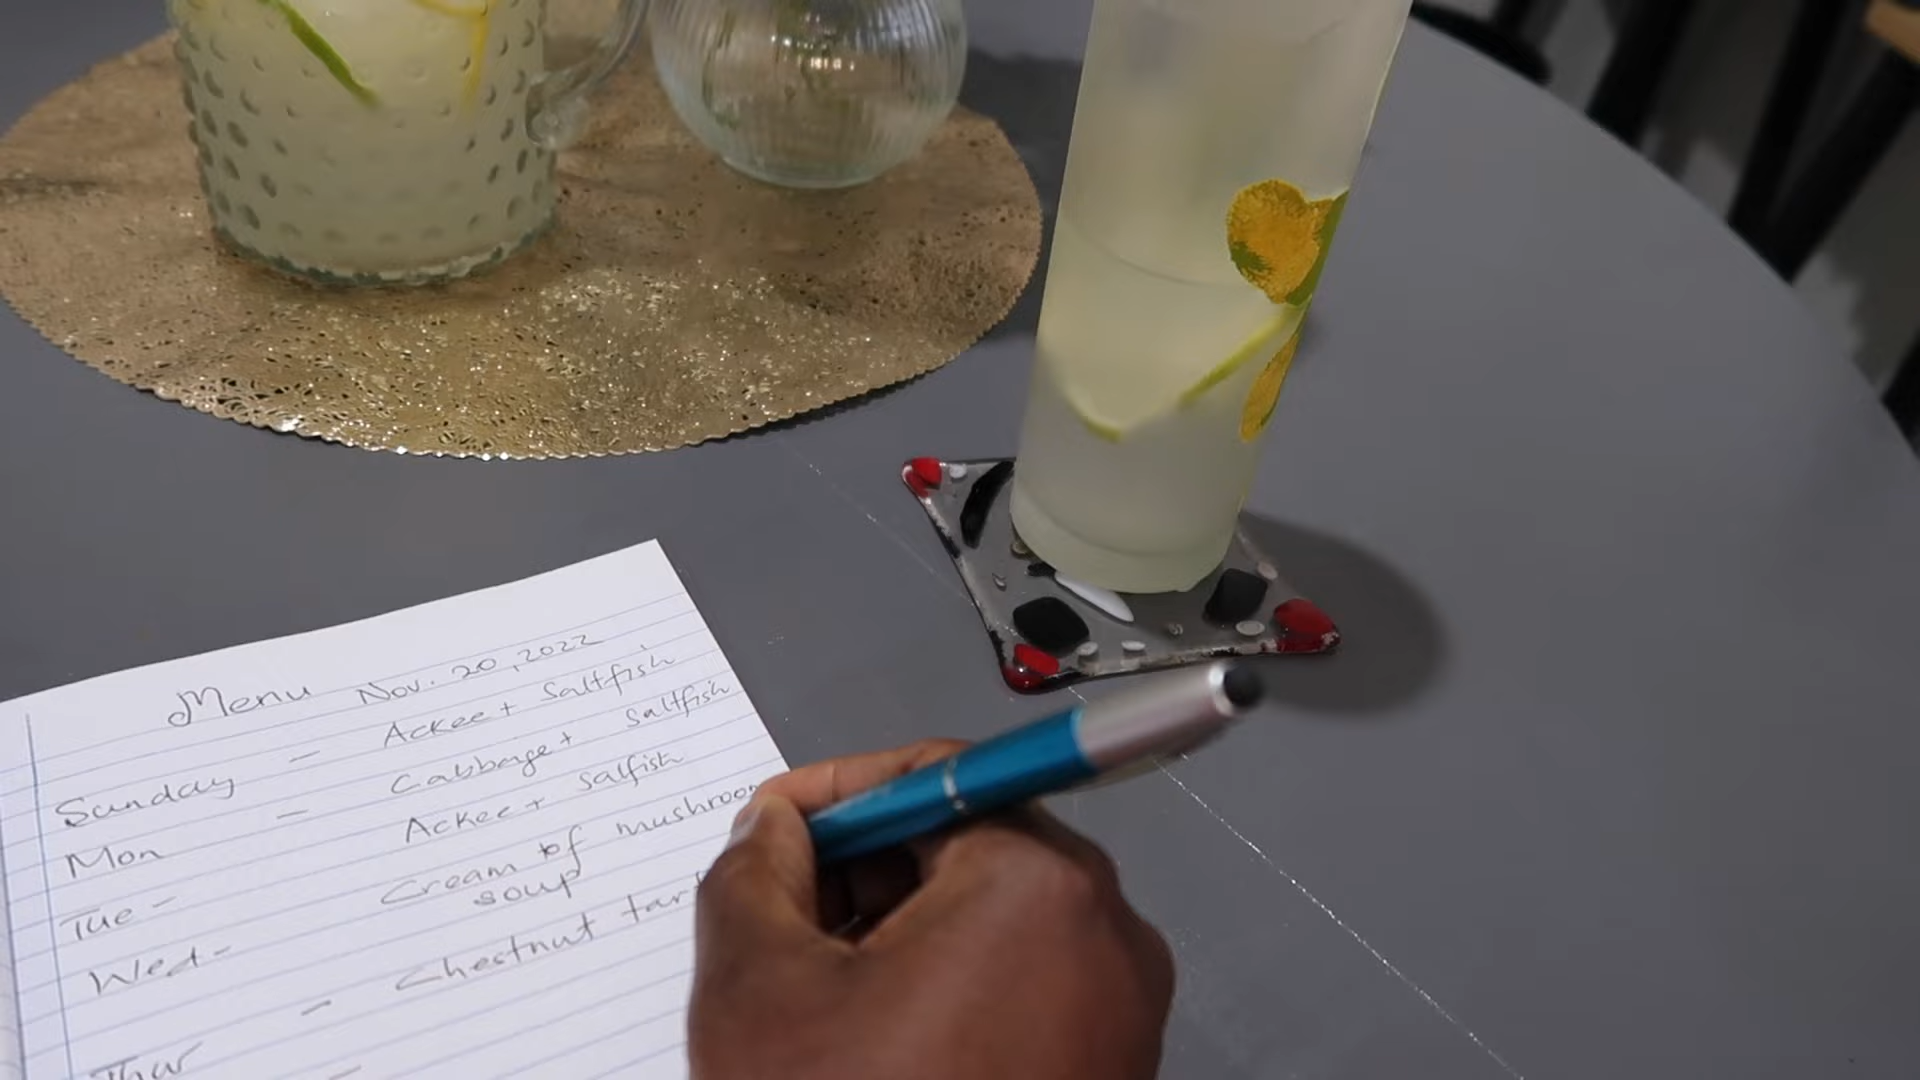 Menu Nov. 20, 2022
Sunday - Ackee + Saltfish
Mon - Cabbage + Saltfish
Tue - Ackee + Salfish
Wed - Cream of mushroom
soup
Thur - Chestnut